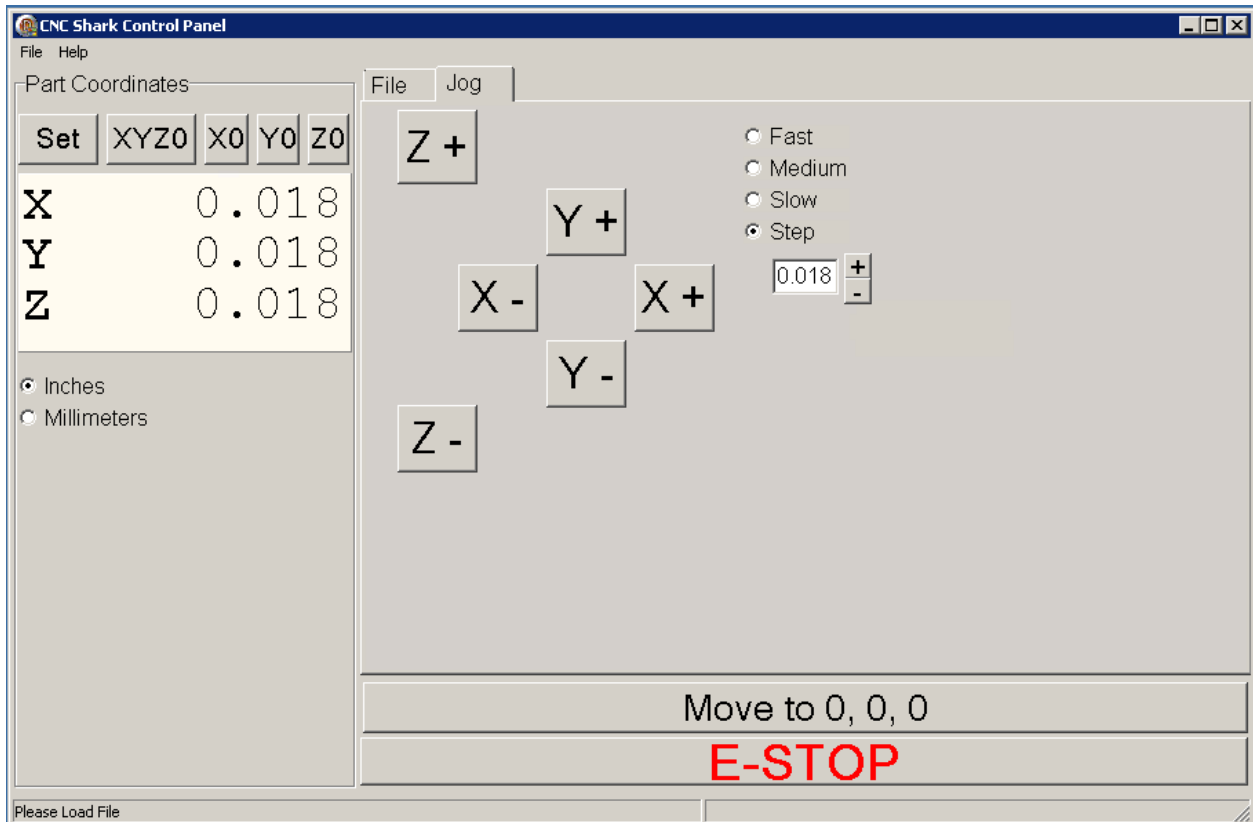 CNC Shark Control Panel
File Help
Part Coordinates
Set XYZ0 X0 Y0 Z0
X 0.018
Y 0.018
Z 0.018
Inches
Millimeters
File Jog
Z +
Y +
X - X +
Y -
Z -
Fast
Medium
Slow
Step
0.018 + -
Move to 0, 0, 0
E-STOP
Please Load File